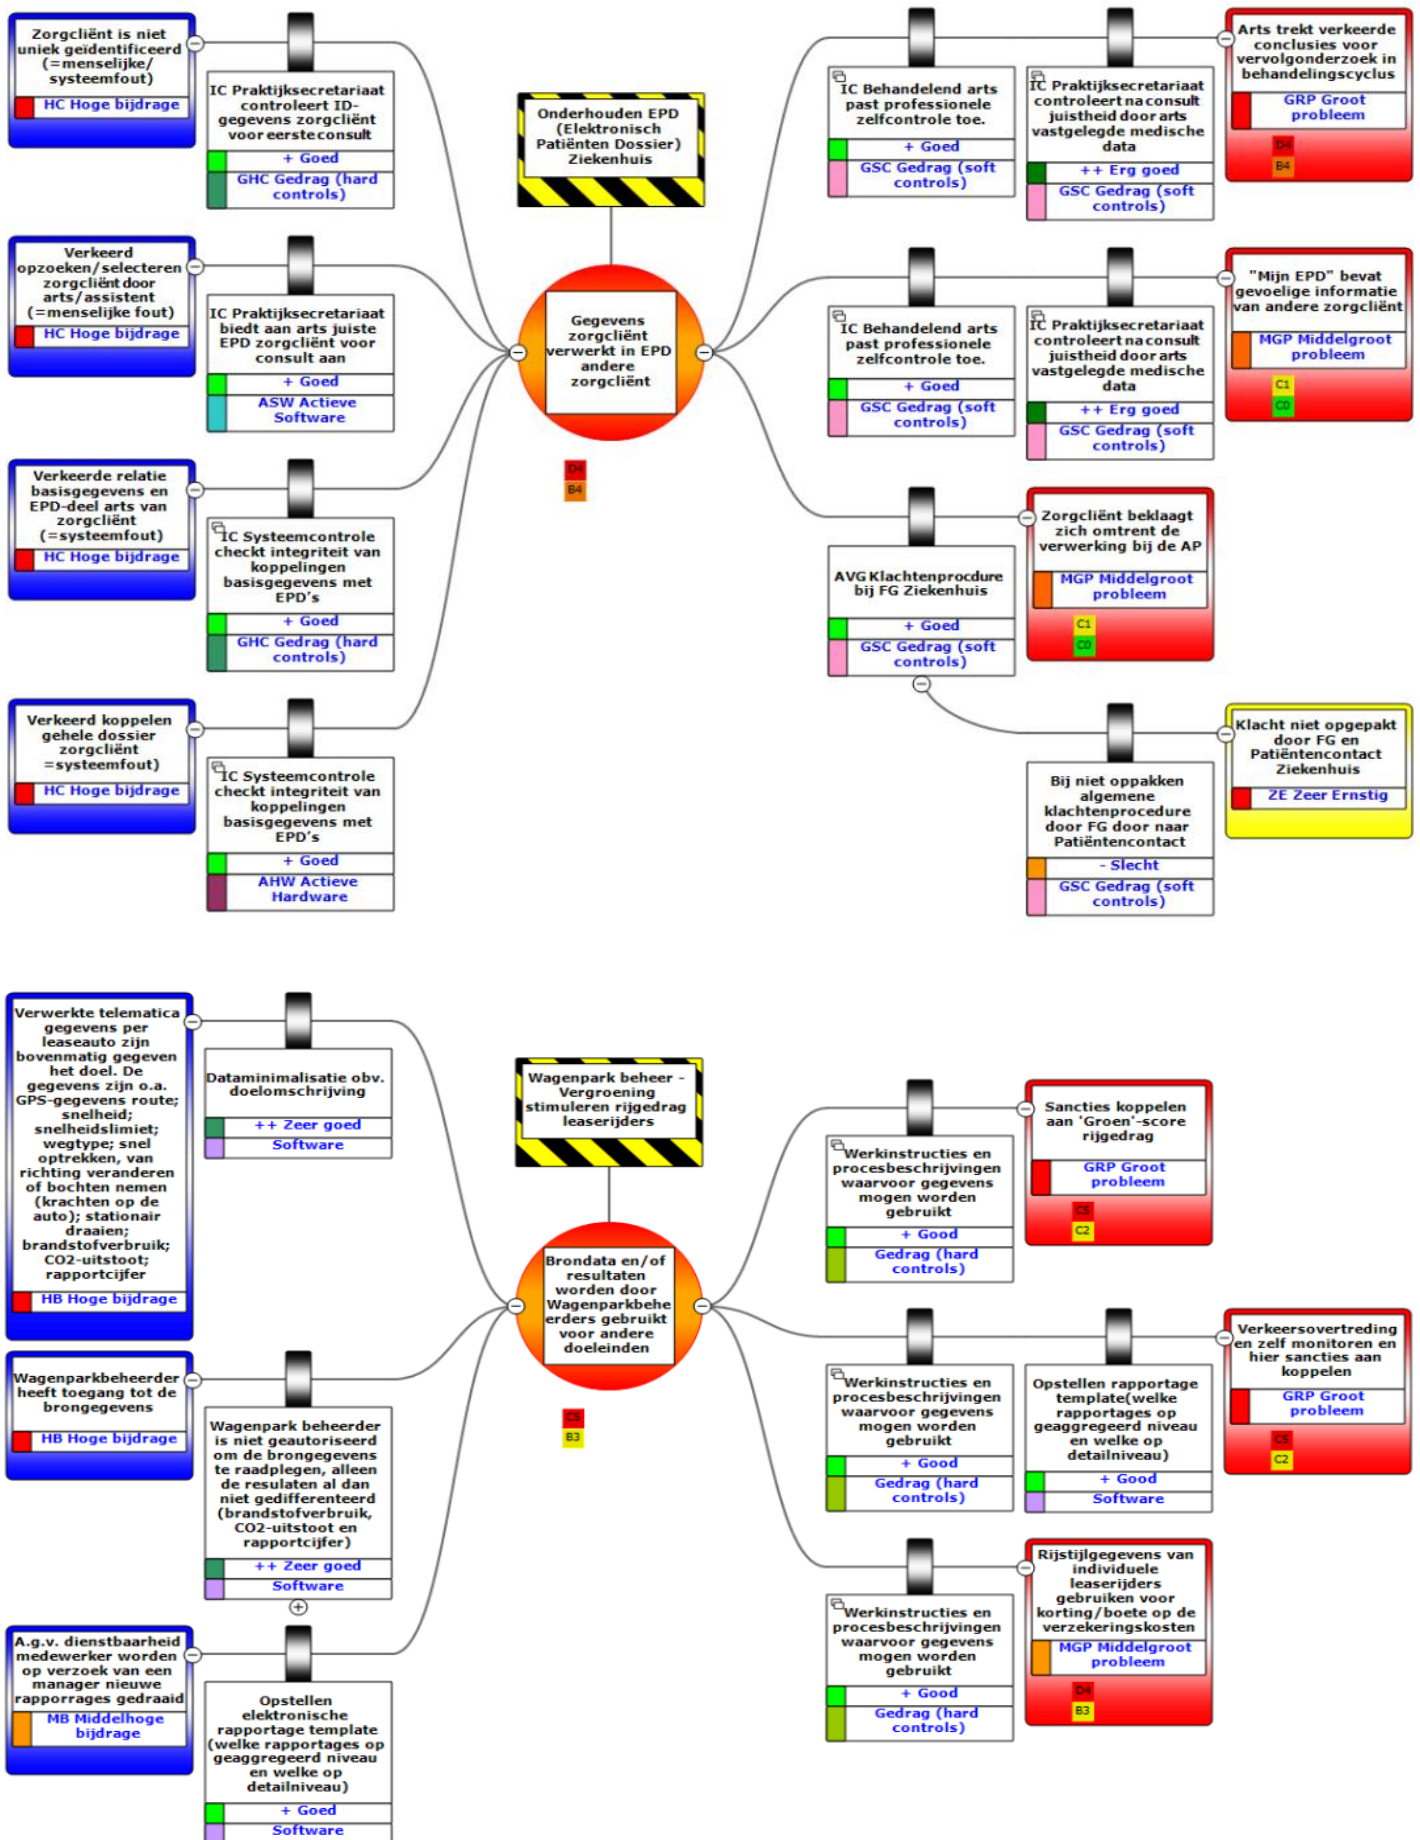 Zorgcliënt is niet
uniek geïdentificeerd
(=menselijke/
systeemfout)
HC Hoge bijdrage
IC Praktijksecretariaat
controleert ID-
gegevens zorgcliënt
voor eerste consult
+ Goed
GHC Gedrag (hard
controls)
Verkeerd
opzoeken/selecteren
zorgcliënt door
arts/assistent
(=menselijke fout)
HC Hoge bijdrage
IC Praktijksecretariaat
biedt aan arts juiste
EPD zorgcliënt voor
consult aan
+ Goed
ASW Actieve
Software
Verkeerde relatie
basisgegevens en
EPD-deel arts van
zorgcliënt
(=systeemfout)
HC Hoge bijdrage
IC Systeemcontrole
checkt integriteit van
koppelingen
basisgegevens met
EPD's
+ Goed
GHC Gedrag (hard
controls)
Verkeerd koppelen
gehele dossier
zorgcliënt
=systeemfout)
HC Hoge bijdrage
IC Systeemcontrole
checkt integriteit van
koppelingen
basisgegevens met
EPD's
+ Goed
AHW Actieve
Hardware
Onderhouden EPD
(Elektronisch
Patiënten Dossier)
Ziekenhuis
Gegevens
zorgcliënt
verwerkt in EPD
andere
zorgcliënt
D4
B4
IC Behandelend arts
past professionele
zelfcontrole toe.
+ Goed
GSC Gedrag (soft
controls)
IC Praktijksecretariaat
controleert na consult
juistheid door arts
vastgelegde medische
data
++ Erg goed
GSC Gedrag (soft
controls)
Arts trekt verkeerde
conclusies voor
vervolgonderzoek in
behandelingscyclus
GRP Groot
probleem
D4
B4
IC Behandelend arts
past professionele
zelfcontrole toe.
+ Goed
GSC Gedrag (soft
controls)
IC Praktijksecretariaat
controleert na consult
juistheid door arts
vastgelegde medische
data
++ Erg goed
GSC Gedrag (soft
controls)
"Mijn EPD" bevat
gevoelige informatie
van andere zorgcliënt
MGP Middelgroot
probleem
C1
C0
AVG Klachtenprocdure
bij FG Ziekenhuis
+ Goed
GSC Gedrag (soft
controls)
Zorgcliënt beklaagt
zich omtrent de
verwerking bij de AP
MGP Middelgroot
probleem
C1
C0
Bij niet oppakken
algemene
klachtenprocedure
door FG door naar
Patiëntencontact
- Slecht
GSC Gedrag (soft
controls)
Klacht niet opgepakt
door FG en
Patiëntencontact
Ziekenhuis
ZE Zeer Ernstig
Verwerkte telematica
gegevens per
leaseauto zijn
bovenmatig gegeven
het doel. De
gegevens zijn o.a.
GPS-gegevens route;
snelheid;
snelheidslimiet;
wegtype; snel
optrekken, van
richting veranderen
of bochten nemen
(krachten op de
auto); stationair
draaien;
brandstofverbruik;
CO2-uitstoot;
rapportcijfer
HB Hoge bijdrage
Dataminimalisatie obv.
doelomschrijving
++ Zeer goed
Software
Wagenparkbeheerder
heeft toegang tot de
brongegevens
HB Hoge bijdrage
Wagenpark beheerder
is niet geautoriseerd
om de brongegevens
te raadplegen, alleen
de resulaten al dan
niet gedifferenteerd
(brandstofverbruik,
CO2-uitstoot en
rapportcijfer)
++ Zeer goed
Software
A.g.v. dienstbaarheid
medewerker worden
op verzoek van een
manager nieuwe
rapporrages gedraaid
MB Middelhoge
bijdrage
Opstellen
elektronische
rapportage template
(welke rapportages op
geaggregeerd niveau
en welke op
detailniveau)
+ Goed
Software
Wagenpark beheer -
Vergroening
stimuleren rijgedrag
leaserijders
Brondata en/of
resultaten
worden door
Wagenparkbehe
erders gebruikt
voor andere
doeleinden
C5
B3
Werkinstructies en
procesbeschrijvingen
waarvoor gegevens
mogen worden
gebruikt
+ Good
Gedrag (hard
controls)
Sancties koppelen
aan 'Groen'-score
rijgedrag
GRP Groot
probleem
C5
C2
Werkinstructies en
procesbeschrijvingen
waarvoor gegevens
mogen worden
gebruikt
+ Good
Gedrag (hard
controls)
Opstellen rapportage
template(welke
rapportages op
geaggregeerd niveau
en welke op
detailniveau)
+ Good
Software
Verkeersovertreding
en zelf monitoren en
hier sancties aan
koppelen
GRP Groot
probleem
C5
C2
Werkinstructies en
procesbeschrijvingen
waarvoor gegevens
mogen worden
gebruikt
+ Good
Gedrag (hard
controls)
Rijstijlgegevens van
individuele
leaserijders
gebruiken voor
korting/boete op de
verzekeringskosten
MGP Middelgroot
probleem
D4
B3